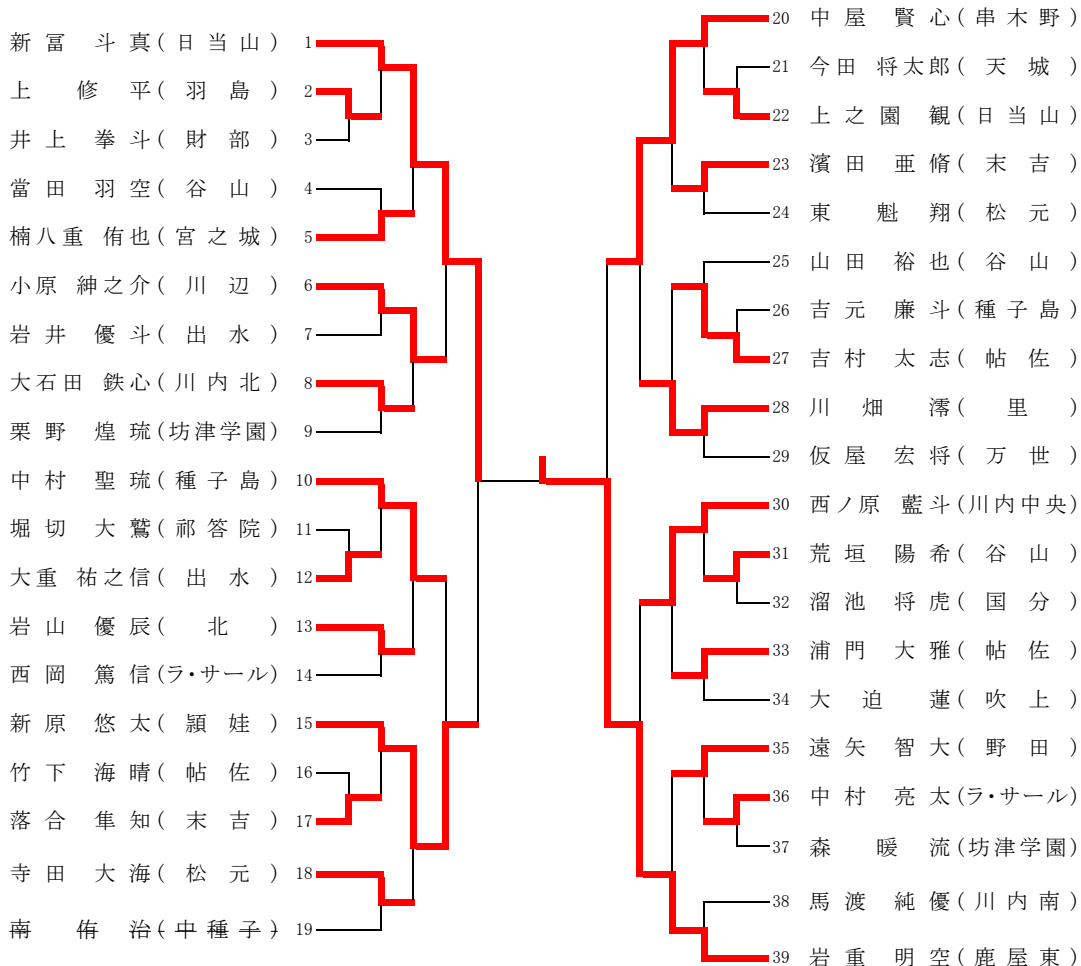 新冨 斗真(日当山) 1
上 修平(羽島) 2
井上 拳斗(財部) 3
當田 羽空(谷山) 4
楠八重 侑也(宮之城) 5
小原 紳之介(川辺) 6
岩井 優斗(出水) 7
大石田 鉄心(川内北) 8
栗野 煌琉(坊津学園) 9
中村 聖琉(種子島) 10
堀切 大鷲(祁答院) 11
大重 祐之信(出水) 12
岩山 優辰(北) 13
西岡 篤信(ラ・サール) 14
新原 悠太(頴娃) 15
竹下 海晴(帖佐) 16
落合 隼知(末吉) 17
寺田 大海(松元) 18
南 侑治(中種子) 19
20 中屋 賢心(串木野)
21 今田 将太郎(天城)
22 上之園 観(日当山)
23 濱田 亜脩(末吉)
24 東 魁翔(松元)
25 山田 裕也(谷山)
26 吉元 廉斗(種子島)
27 吉村 太志(帖佐)
28 川畑 澪(里)
29 仮屋 宏将(万世)
30 西ノ原 藍斗(川内中央)
31 荒垣 陽希(谷山)
32 溜池 将虎(国分)
33 浦門 大雅(帖佐)
34 大迫 蓮(吹上)
35 遠矢 智大(野田)
36 中村 亮太(ラ・サール)
37 森 暖流(坊津学園)
38 馬渡 純優(川内南)
39 岩重 明空(鹿屋東)